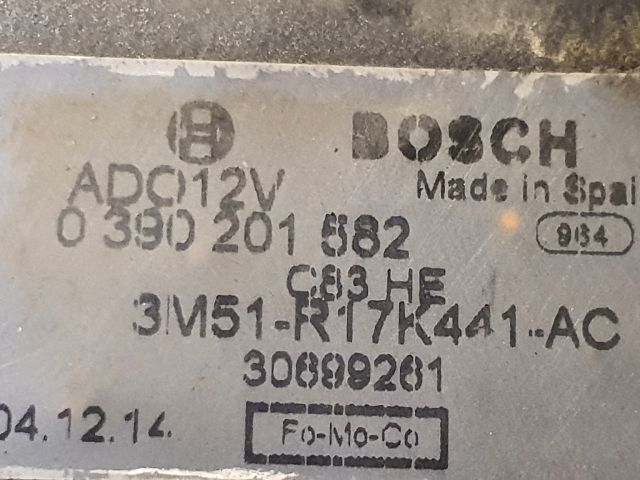 BOSCH
ADO12V
Made in Spai
0 390 201 582
964
C83 HE
3M51-R17K441-AC
30699261
04.12.14
Fo-Mo-Co